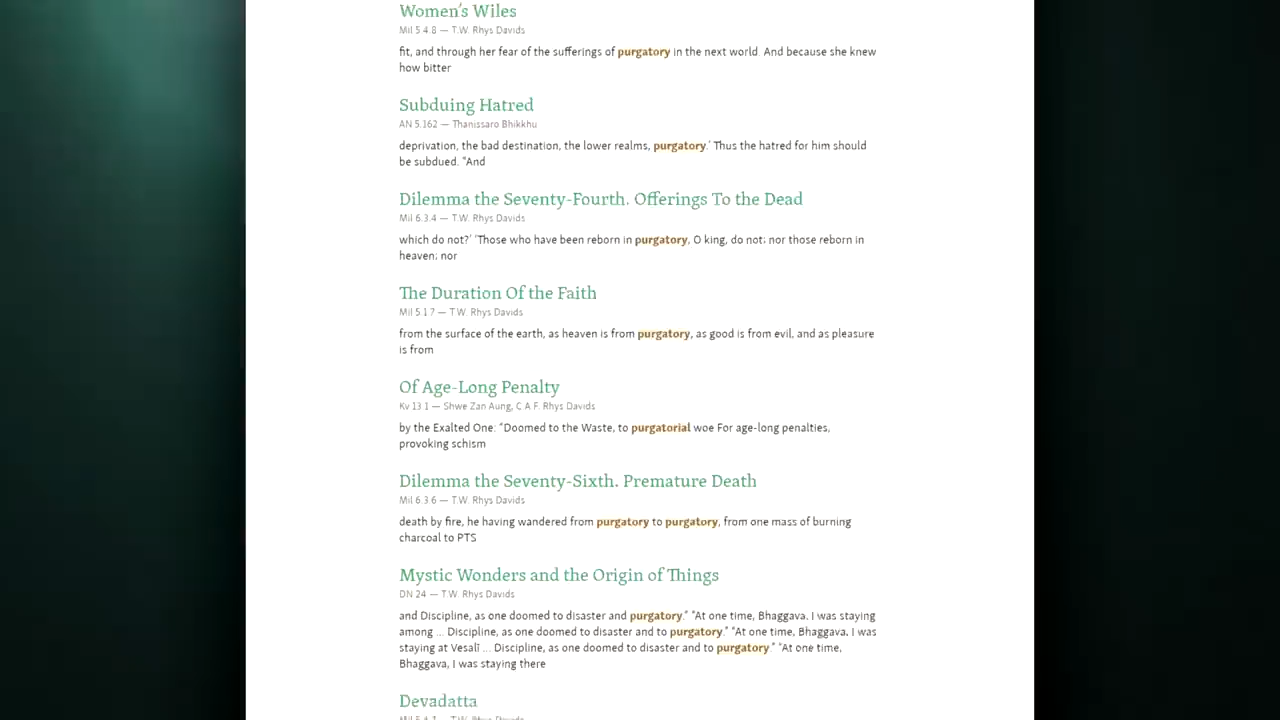 Women's Wiles
Mil 5.4.8 — T.W. Rhys Davids
fit, and through her fear of the sufferings of purgatory in the next world. And because she knew
how bitter
Subduing Hatred
AN 5.162 — Thanissaro Bhikkhu
deprivation, the bad destination, the lower realms, purgatory.' Thus the hatred for him should
be subdued. “And
Dilemma the Seventy-Fourth. Offerings To the Dead
Mil 6.3.4 — T.W. Rhys Davids
which do not?' 'Those who have been reborn in purgatory, O king, do not; nor those reborn in
heaven; nor
The Duration Of the Faith
Mil 5.1.7 — T.W. Rhys Davids
from the surface of the earth, as heaven is from purgatory, as good is from evil, and as pleasure
is from
Of Age-Long Penalty
Kv 13.1 — Shwe Zan Aung, C.A.F. Rhys Davids
by the Exalted One: “Doomed to the Waste, to purgatorial woe For age-long penalties,
provoking schism
Dilemma the Seventy-Sixth. Premature Death
Mil 6.3.6 — T.W. Rhys Davids
death by fire, he having wandered from purgatory to purgatory, from one mass of burning
charcoal to PTS
Mystic Wonders and the Origin of Things
DN 24 — T.W. Rhys Davids
and Discipline, as one doomed to disaster and purgatory.” “At one time, Bhaggava, I was staying
among ... Discipline, as one doomed to disaster and to purgatory.” “At one time, Bhaggava, I was
staying at Vesalī ... Discipline, as one doomed to disaster and to purgatory.” “At one time,
Bhaggava, I was staying there
Devadatta